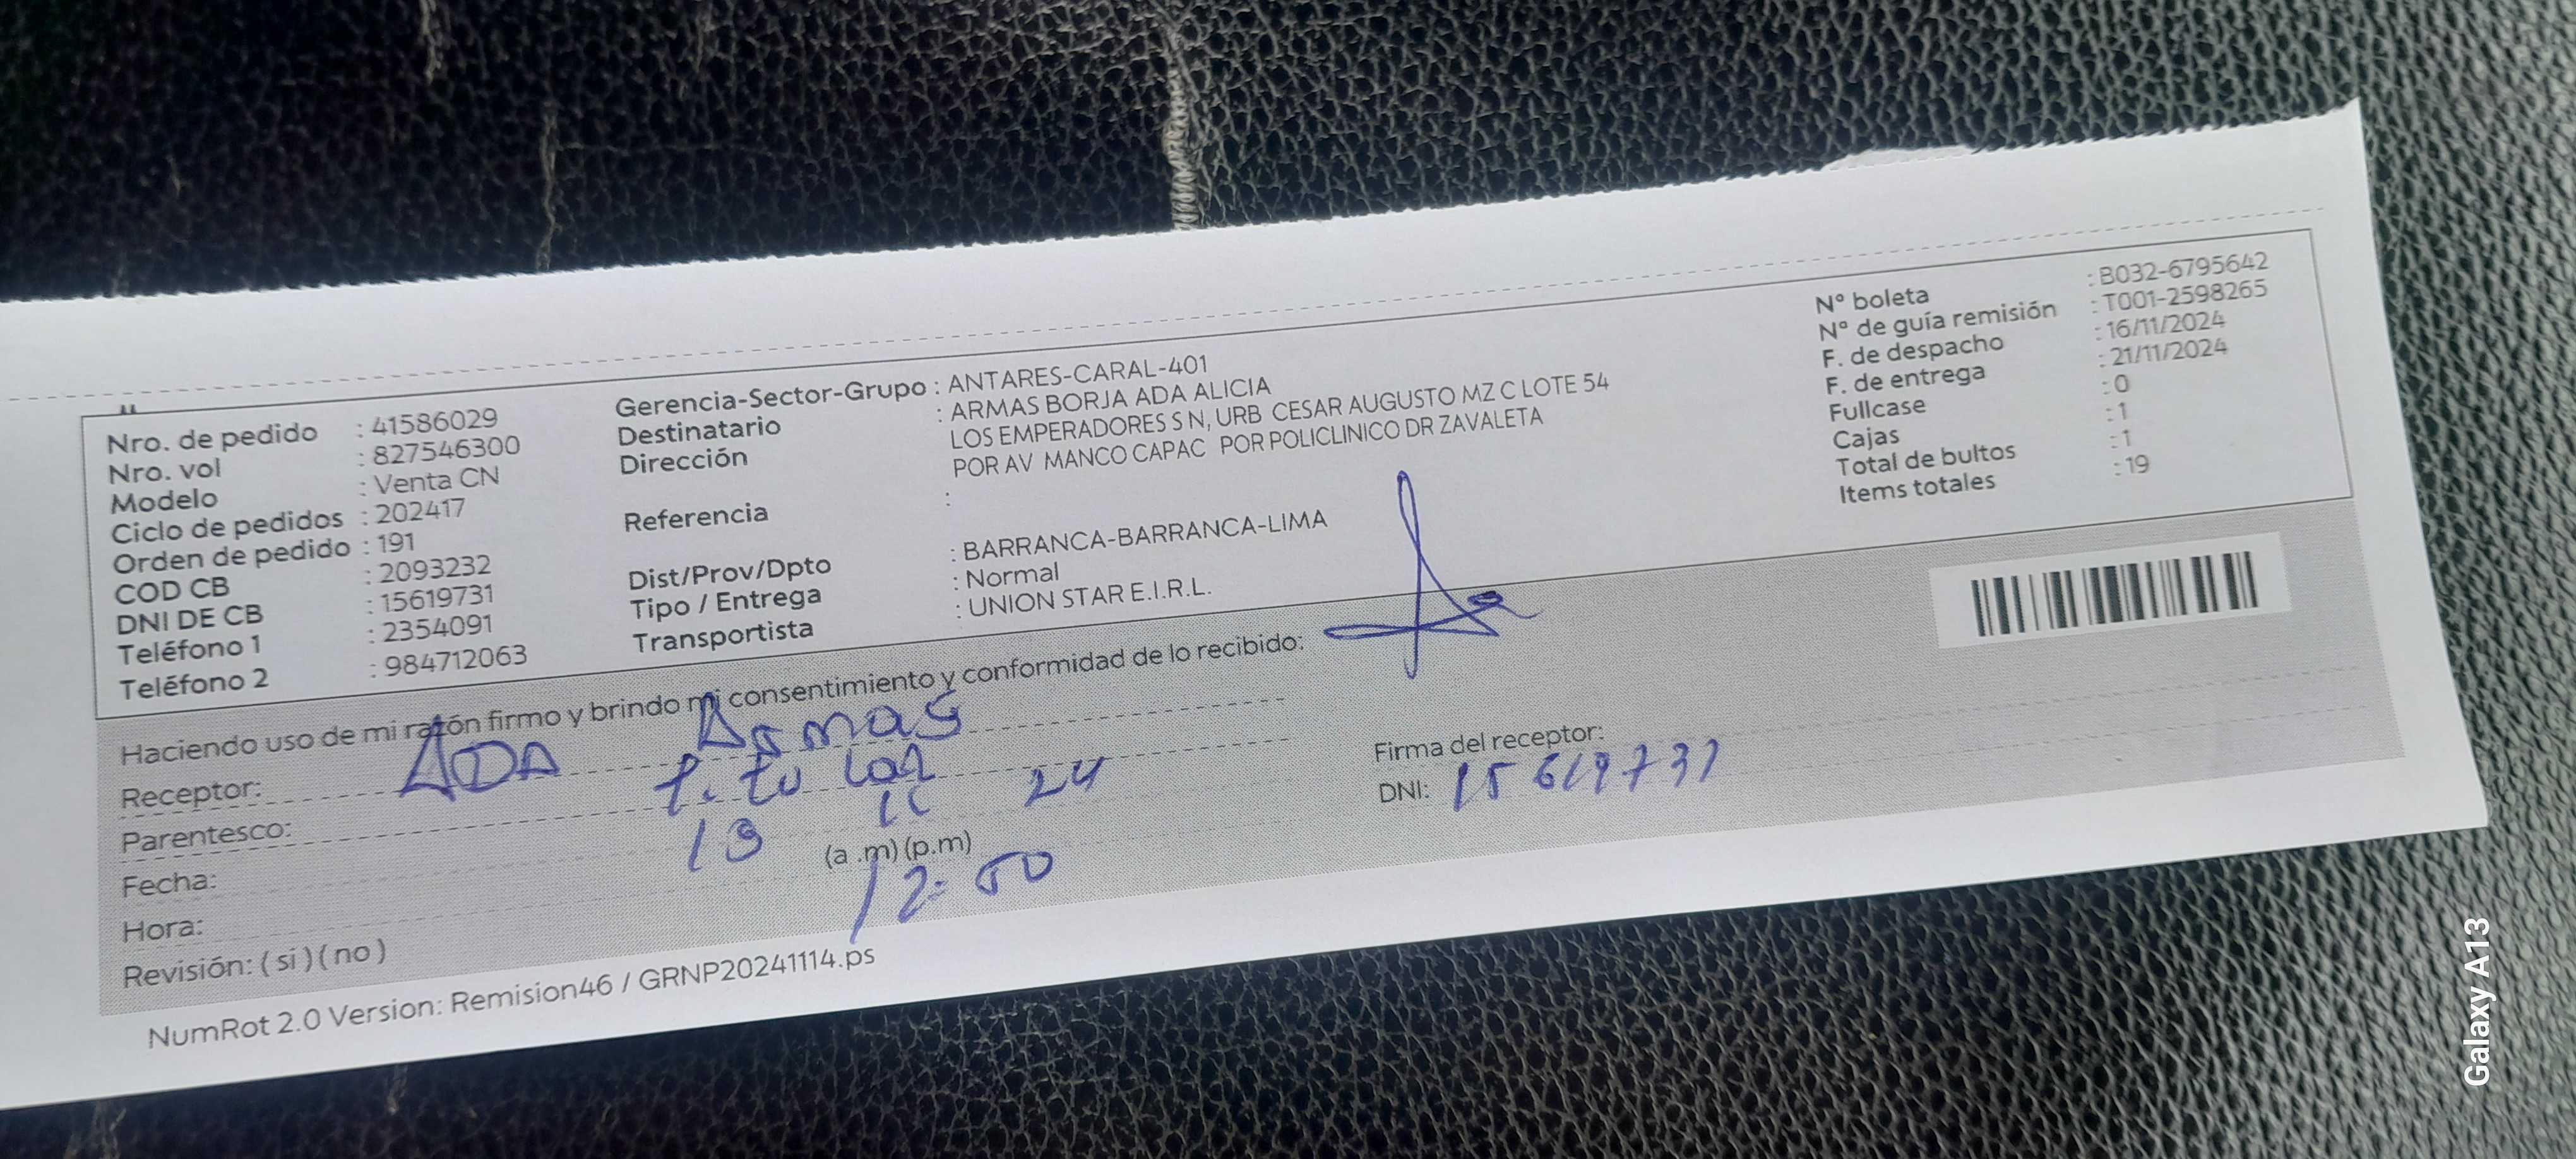 Nro. de pedido : 41586029
Nro. vol : 827546300
Modelo : Venta CN
Ciclo de pedidos : 202417
Orden de pedido : 191
COD CB : 2093232
DNI DE CB : 15619731
Teléfono 1 : 2354091
Teléfono 2 : 984712063
Gerencia-Sector-Grupo : ANTARES-CARAL-401
Destinatario : ARMAS BORJA ADA ALICIA
Dirección LOS EMPERADORES S N, URB CESAR AUGUSTO MZ C LOTE 54
POR AV MANCO CAPAC POR POLICLINICO DR ZAVALETA
Referencia :
Dist/Prov/Dpto : BARRANCA-BARRANCA-LIMA
Tipo / Entrega : Normal
Transportista : UNION STAR E.I.R.L.
Nº boleta : B032-6795642
Nº de guía remisión : T001-2598265
F. de despacho : 16/11/2024
F. de entrega : 21/11/2024
Fullcase : 0
Cajas : 1
Total de bultos : 1
Items totales : 19
Haciendo uso de mi razón firmo y brindo mi consentimiento y conformidad de lo recibido:
Receptor: ADA Armas
Parentesco: titular
Fecha: 19 11 24
Hora: (a .m) (p.m) 12:50
Revisión: ( si ) ( no )
Firma del receptor:
DNI: 15619731
NumRot 2.0 Version: Remision46 / GRNP20241114.ps
Galaxy A13